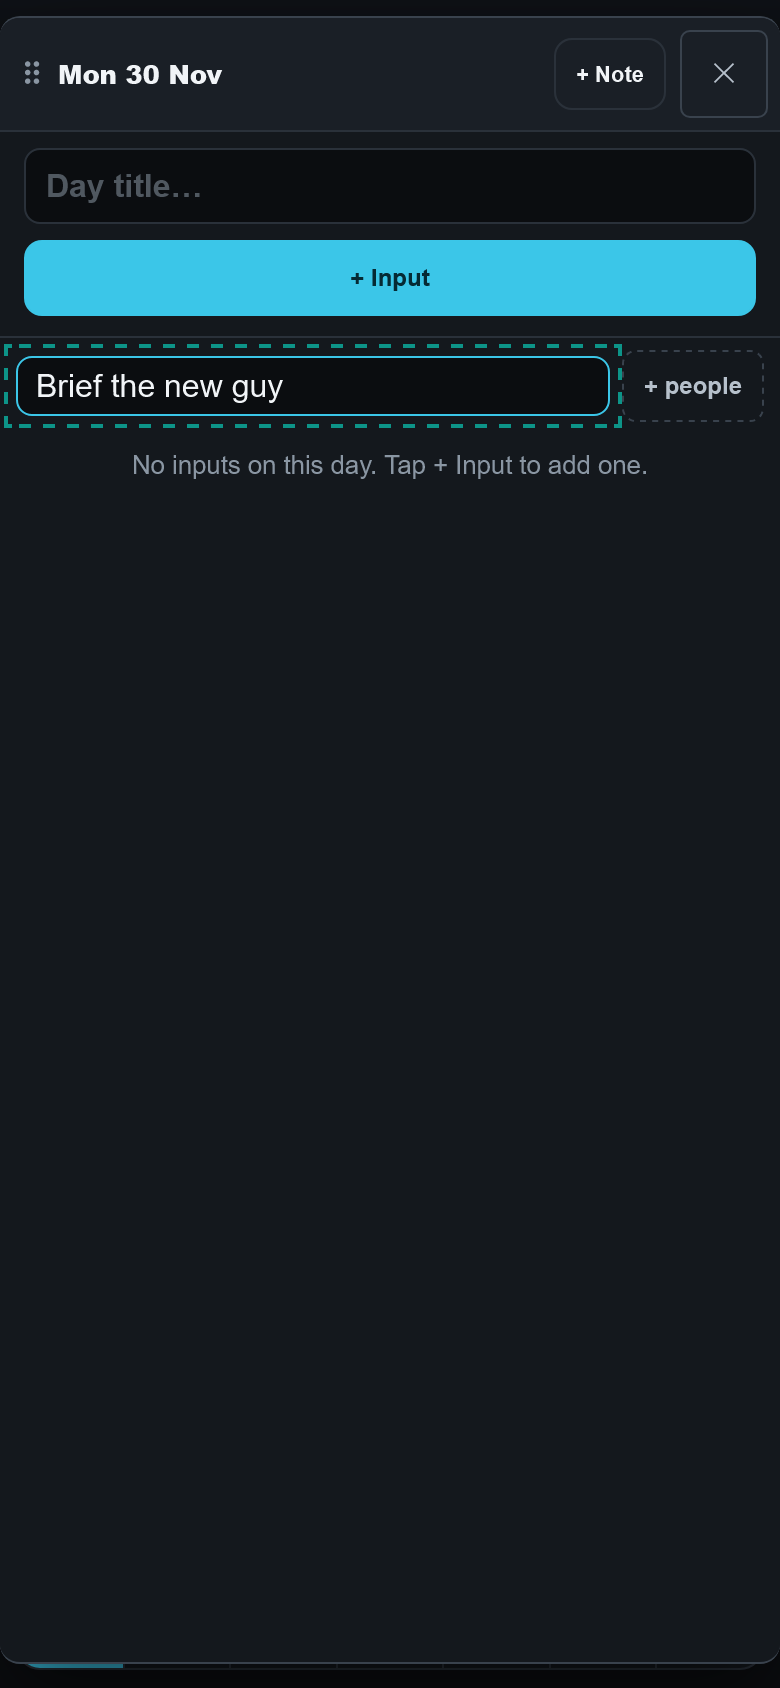 Mon 30 Nov
+ Note
Day title…
+ Input
Brief the new guy
+ people
No inputs on this day. Tap + Input to add one.